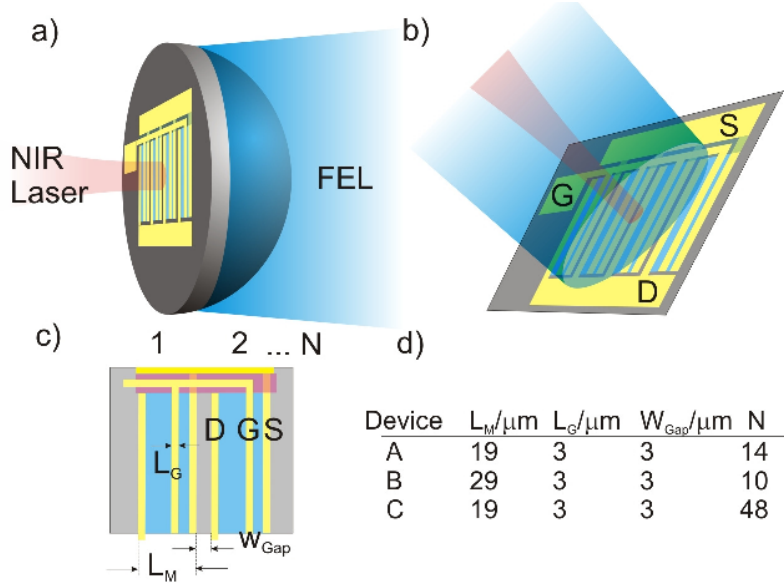 a)
NIR
Laser
FEL
b)
S
G
D
c)
1 2 ... N
D G S
L_G
W_Gap
L_M
d)
Device L_M/μm L_G/μm W_Gap/μm N
A 19 3 3 14
B 29 3 3 10
C 19 3 3 48